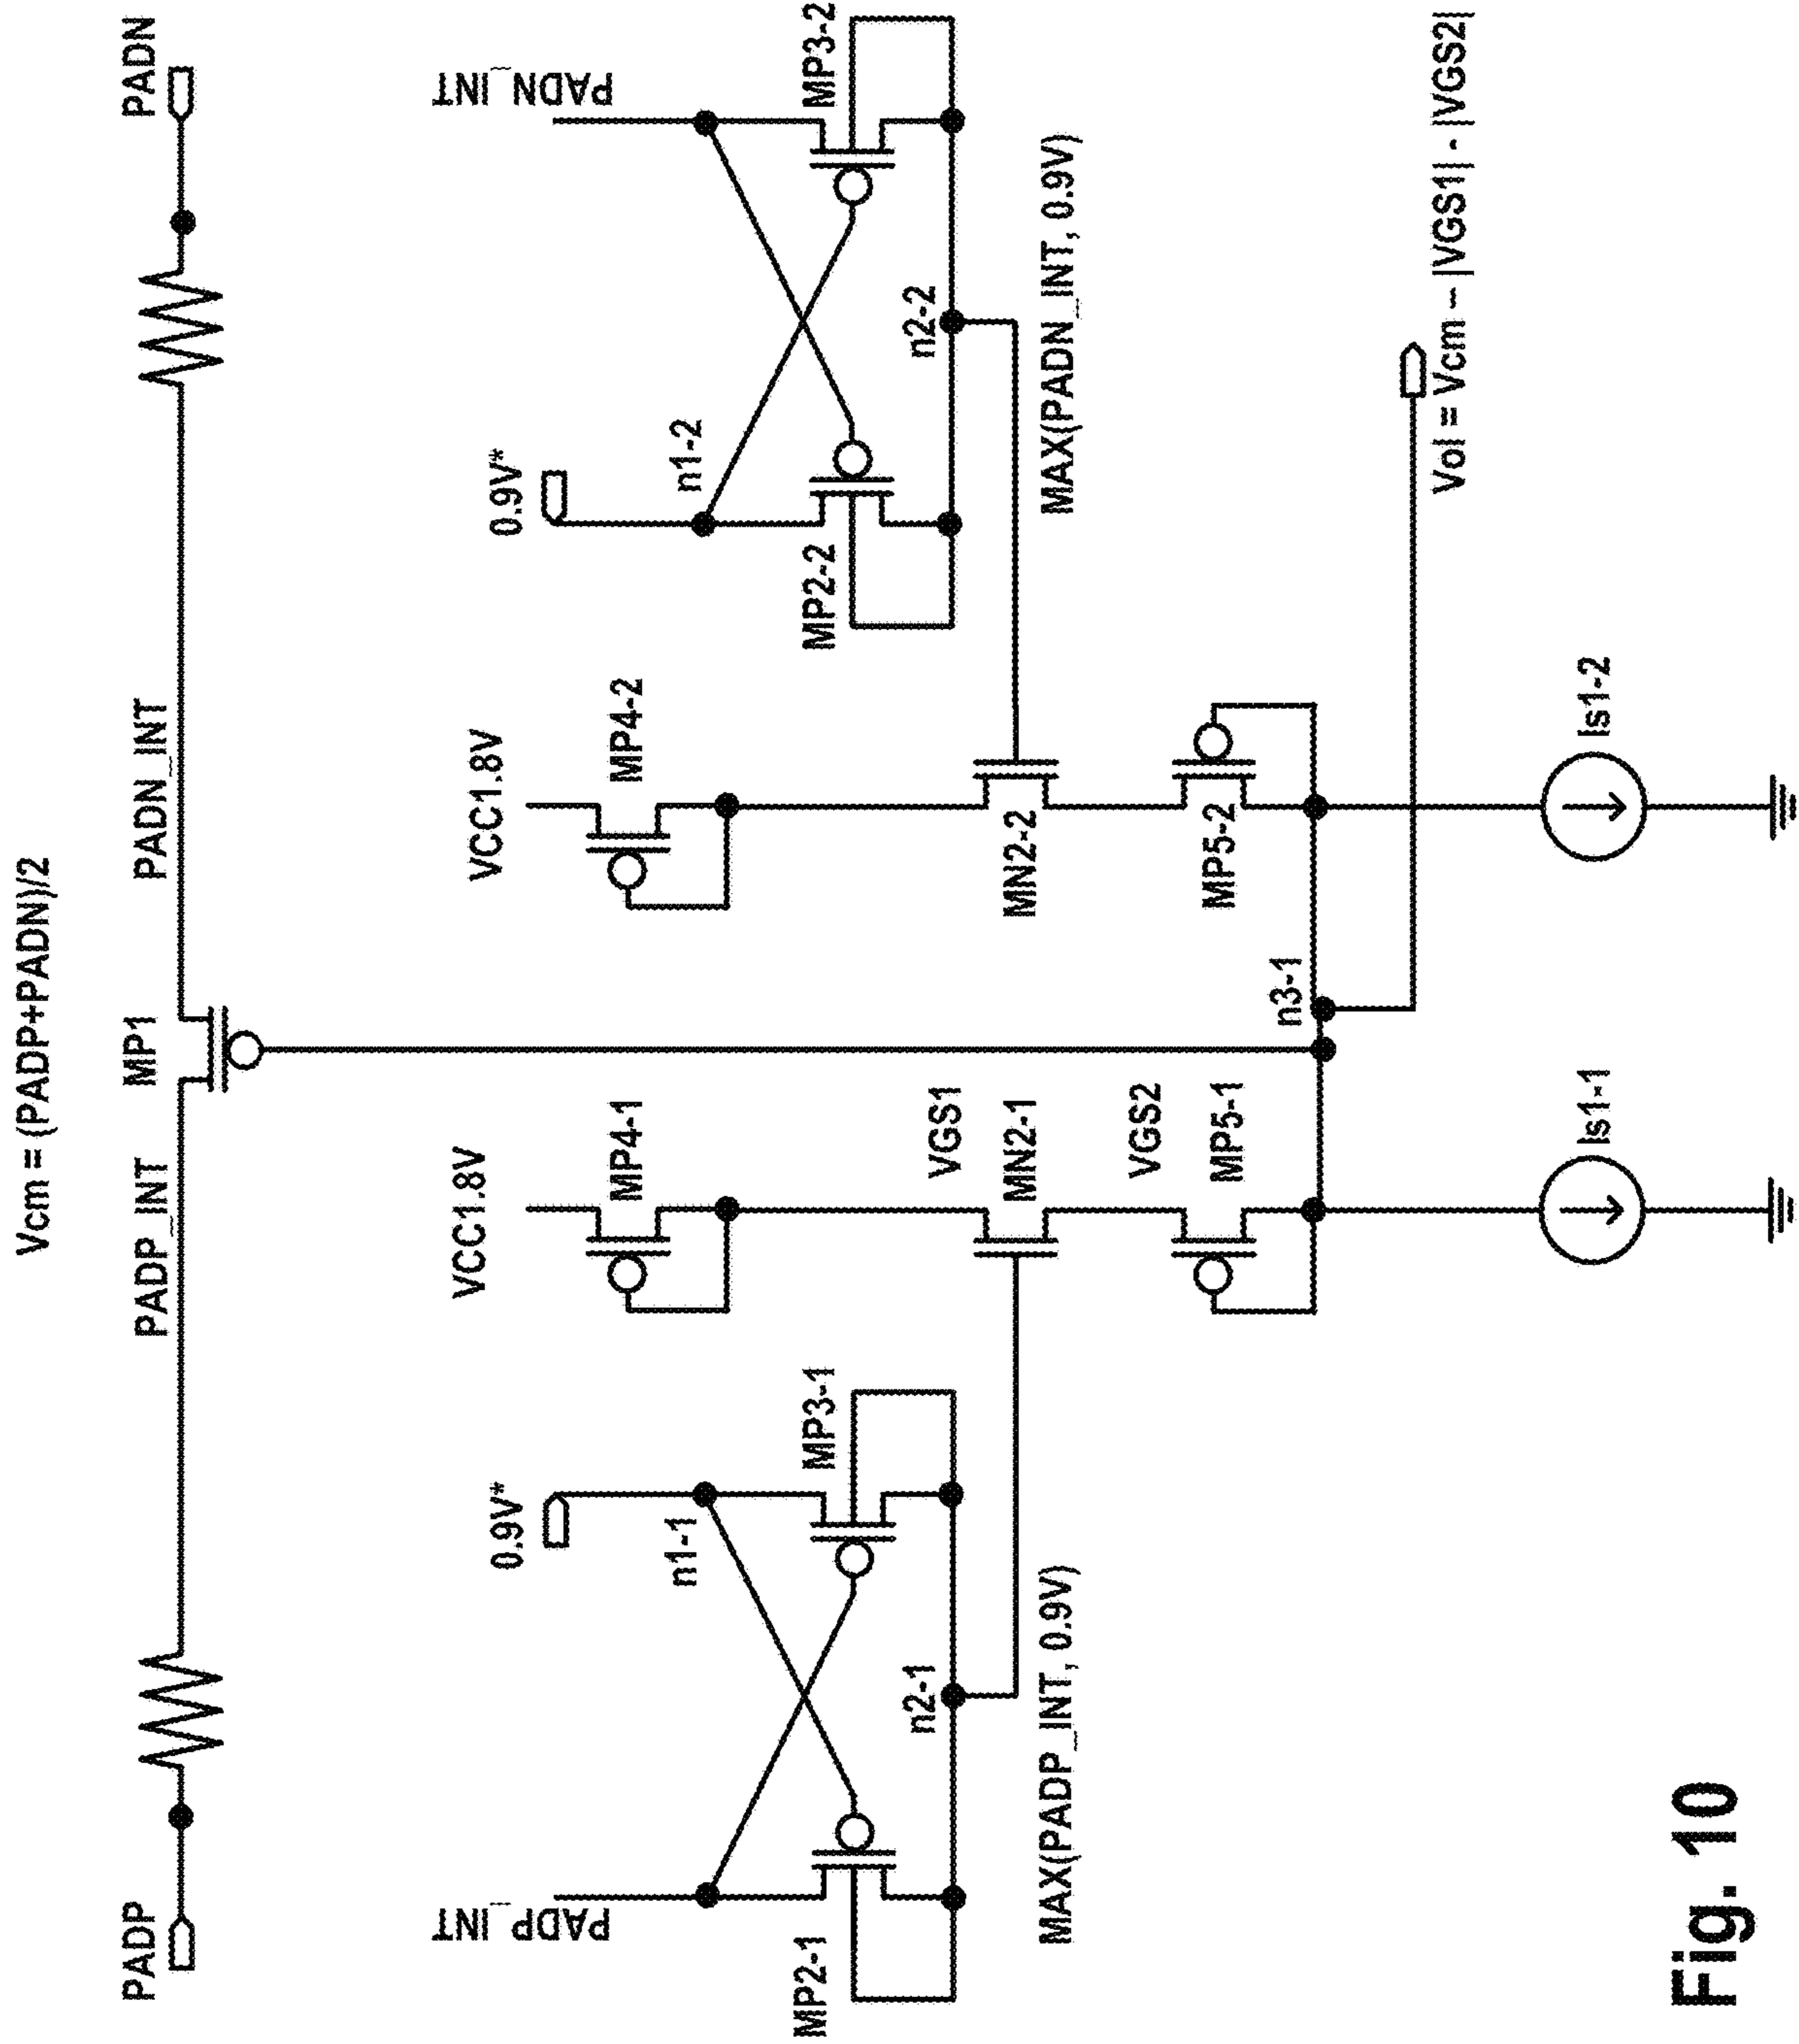 Vcm = (PADP+PADN)/2
PADP
PADP_INT
MP1
PADN_INT
PADN
PADP_INT
0.9V*
VCC1.8V
VCC1.8V
0.9V*
PADN_INT
n1-1
MP4-1
MP4-2
n1-2
MP2-1
MP3-1
MP2-2
MP3-2
n2-1
VGS1
n2-2
MN2-1
MN2-2
MAX(PADP_INT, 0.9V)
MAX(PADN_INT, 0.9V)
VGS2
MP5-1
MP5-2
n3-1
Vol = Vcm – |VGS1| - |VGS2|
Is1-1
Is1-2
Fig. 10